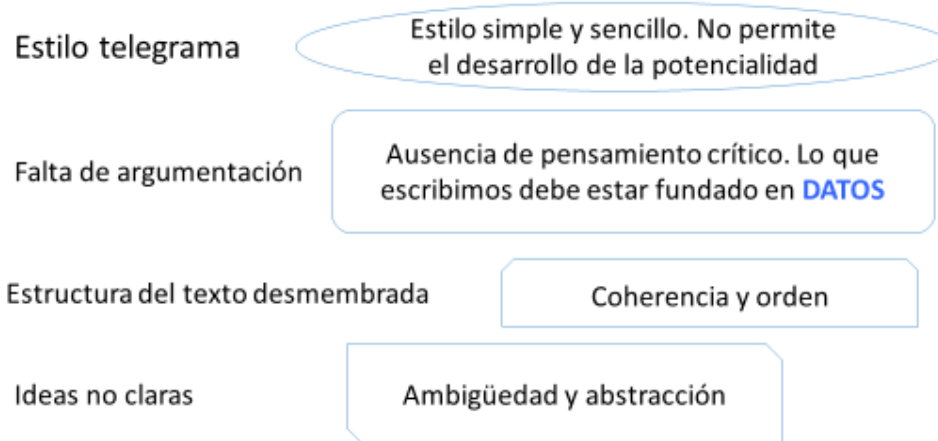 Estilo telegrama
Estilo simple y sencillo. No permite
el desarrollo de la potencialidad
Falta de argumentación
Ausencia de pensamiento crítico. Lo que
escribimos debe estar fundado en DATOS
Estructura del texto desmembrada
Coherencia y orden
Ideas no claras
Ambigüedad y abstracción